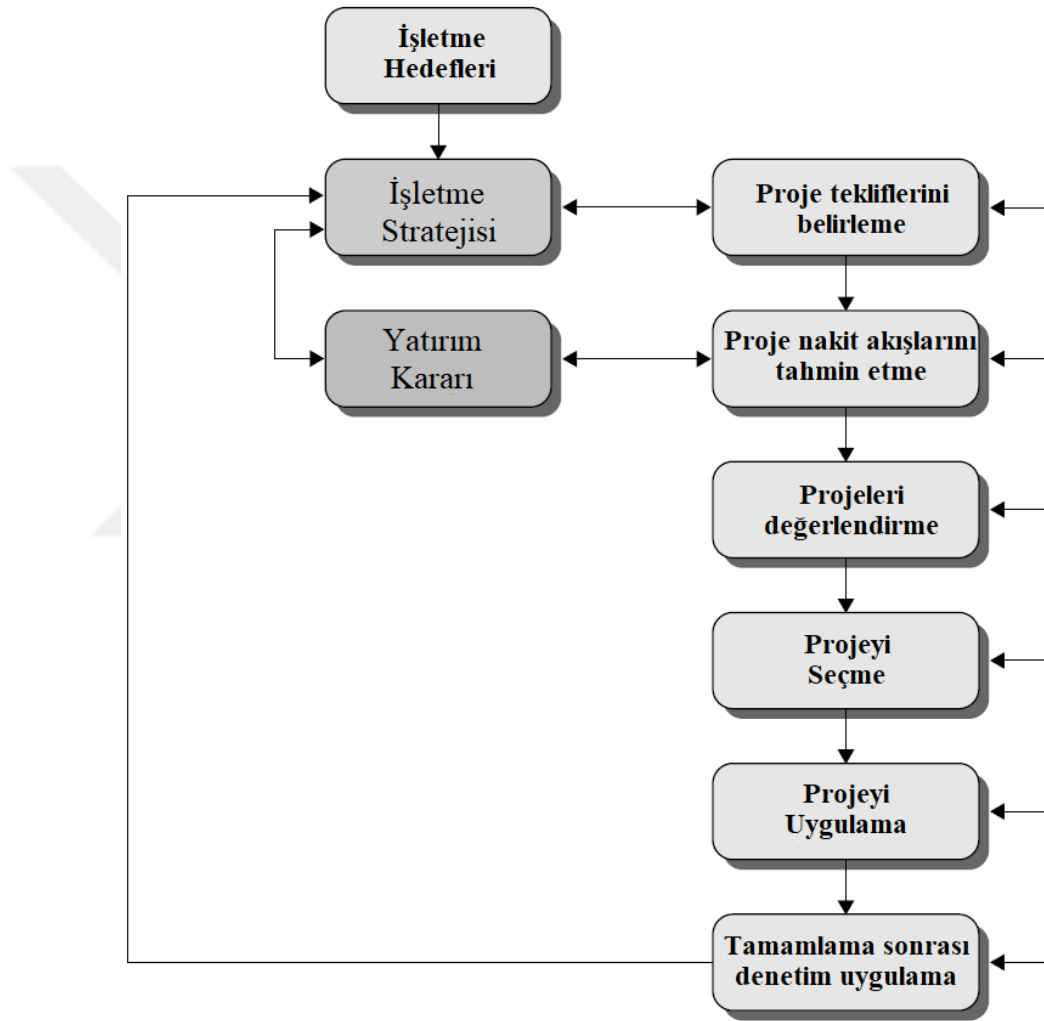 İşletme
Hedefleri
İşletme
Stratejisi
Proje tekliflerini
belirleme
Yatırım
Kararı
Proje nakit akışlarını
tahmin etme
Projeleri
değerlendirme
Projeyi
Seçme
Projeyi
Uygulama
Tamamlama sonrası
denetim uygulama